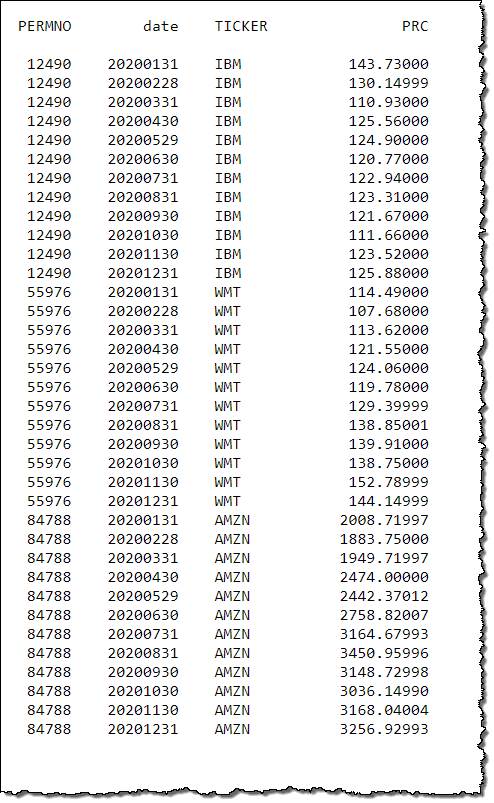 PERMNO date TICKER PRC
12490 20200131 IBM 143.73000
12490 20200228 IBM 130.14999
12490 20200331 IBM 110.93000
12490 20200430 IBM 125.56000
12490 20200529 IBM 124.90000
12490 20200630 IBM 120.77000
12490 20200731 IBM 122.94000
12490 20200831 IBM 123.31000
12490 20200930 IBM 121.67000
12490 20201030 IBM 111.66000
12490 20201130 IBM 123.52000
12490 20201231 IBM 125.88000
55976 20200131 WMT 114.49000
55976 20200228 WMT 107.68000
55976 20200331 WMT 113.62000
55976 20200430 WMT 121.55000
55976 20200529 WMT 124.06000
55976 20200630 WMT 119.78000
55976 20200731 WMT 129.39999
55976 20200831 WMT 138.85001
55976 20200930 WMT 139.91000
55976 20201030 WMT 138.75000
55976 20201130 WMT 152.78999
55976 20201231 WMT 144.14999
84788 20200131 AMZN 2008.71997
84788 20200228 AMZN 1883.75000
84788 20200331 AMZN 1949.71997
84788 20200430 AMZN 2474.00000
84788 20200529 AMZN 2442.37012
84788 20200630 AMZN 2758.82007
84788 20200731 AMZN 3164.67993
84788 20200831 AMZN 3450.95996
84788 20200930 AMZN 3148.72998
84788 20201030 AMZN 3036.14990
84788 20201130 AMZN 3168.04004
84788 20201231 AMZN 3256.92993